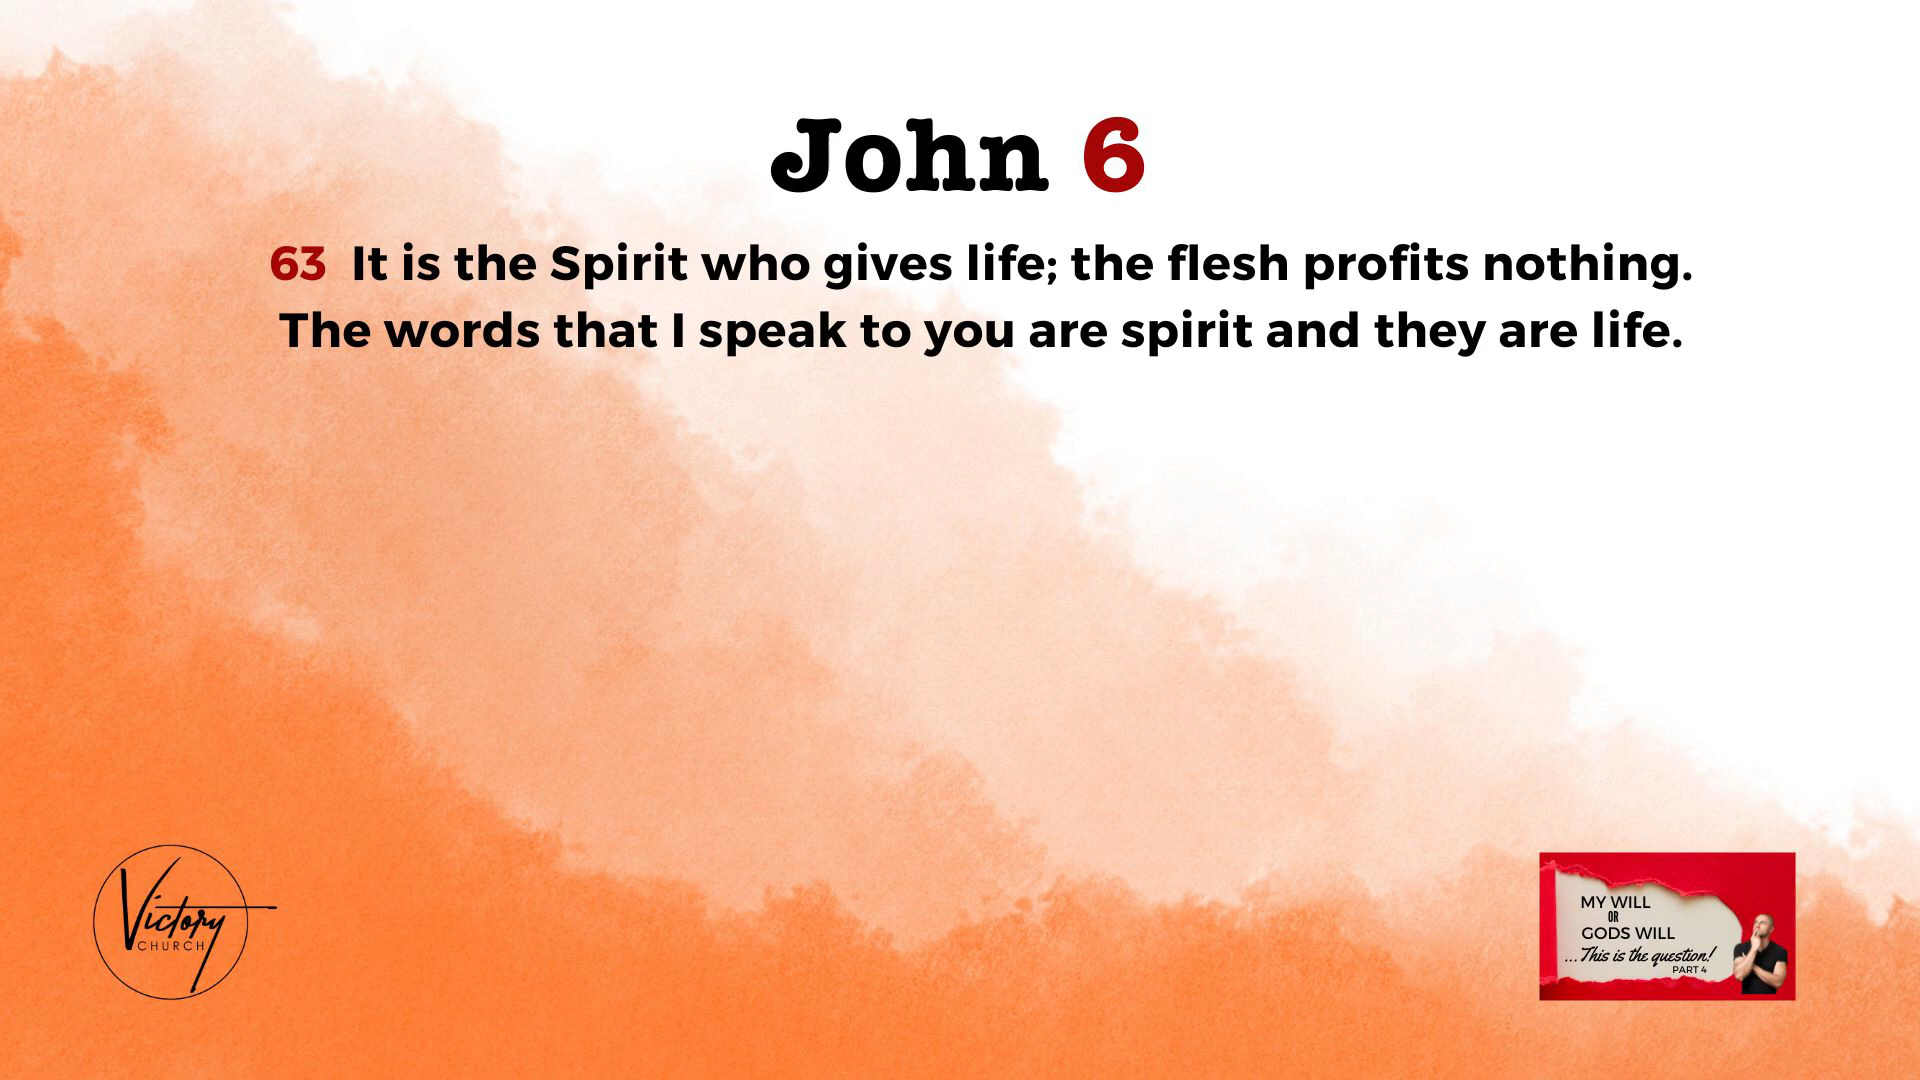 John 6
63 It is the Spirit who gives life; the flesh profits nothing.
The words that I speak to you are spirit and they are life.
Victory
CHURCH
MY WILL
OR
GODS WILL
...This is the question!
PART 4